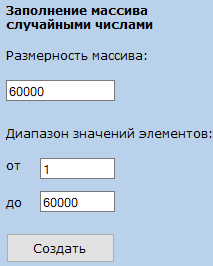 Заполнение массива
случайными числами
Размерность массива:
60000
Диапазон значений элементов:
от 1
до 60000
Создать